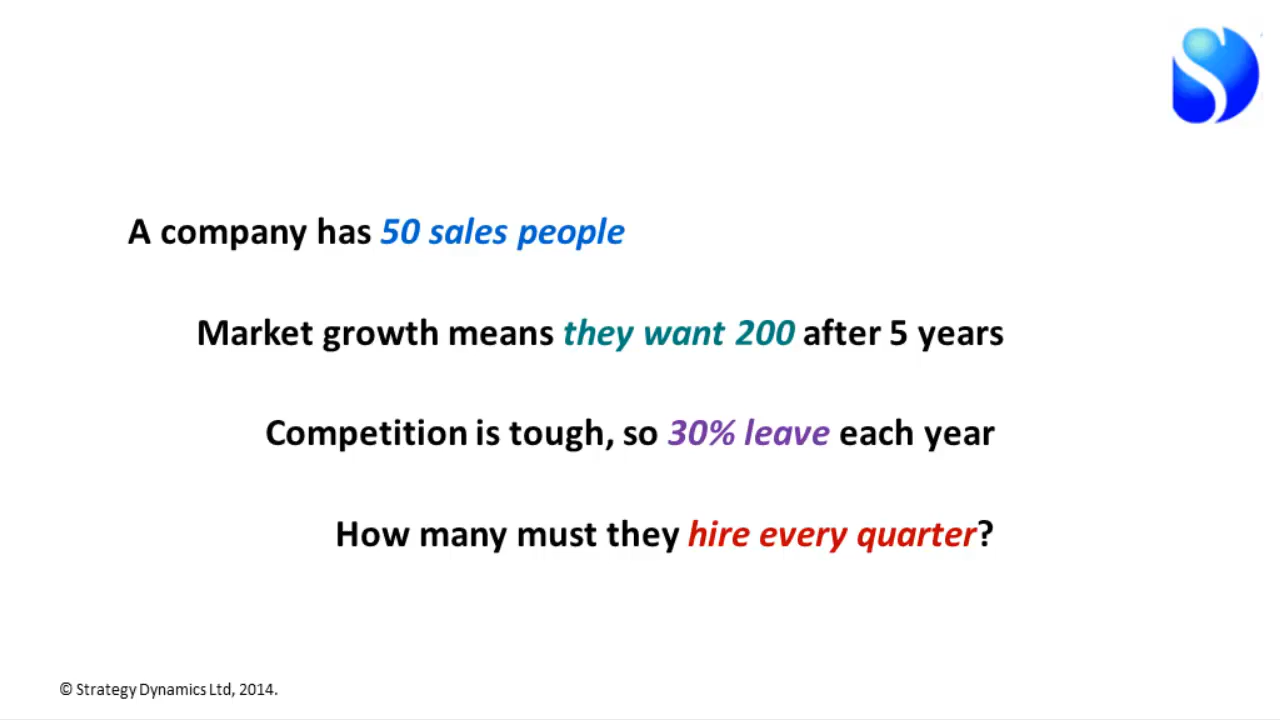 A company has 50 sales people
Market growth means they want 200 after 5 years
Competition is tough, so 30% leave each year
How many must they hire every quarter?
© Strategy Dynamics Ltd, 2014.